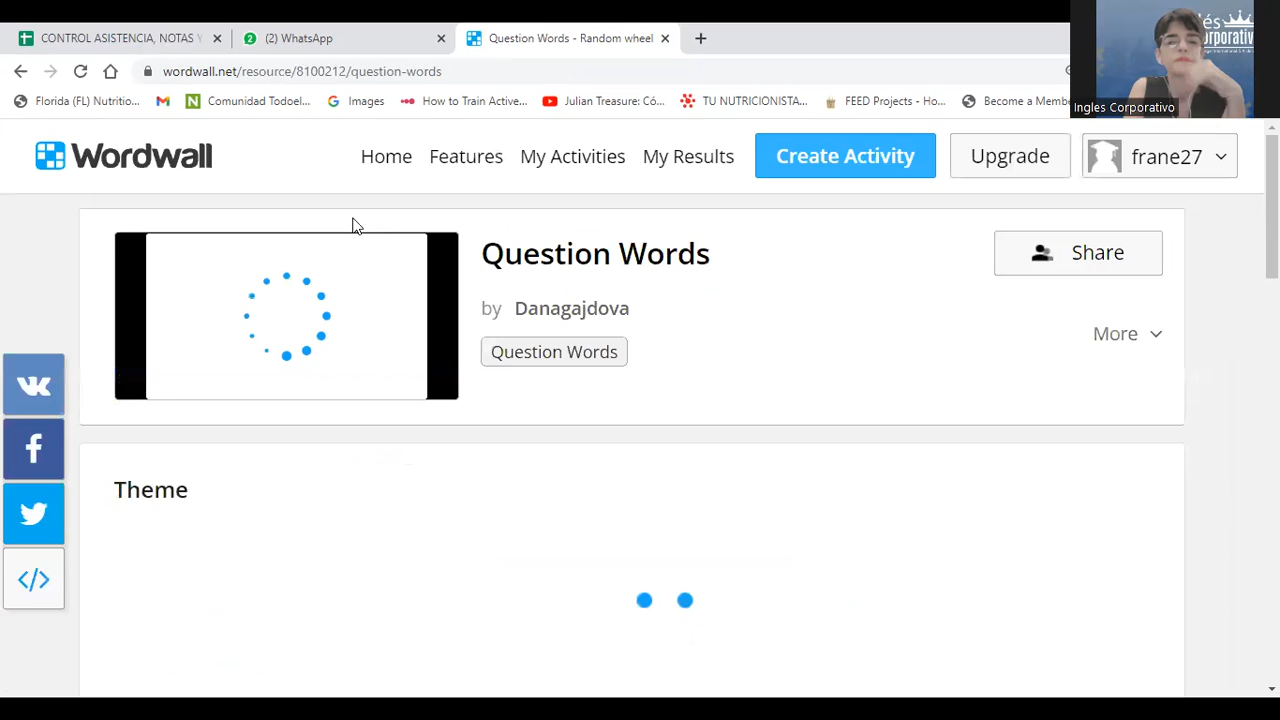 CONTROL ASISTENCIA, NOTAS Y
(2) WhatsApp
Question Words - Random wheel
wordwall.net/resource/8100212/question-words
Florida (FL) Nutritio...
Comunidad Todoel...
Images
How to Train Active...
Julian Treasure: Có...
TU NUTRICIONISTA...
FEED Projects - Ho...
Become a Membe
Ingles Corporativo
Wordwall
Home
Features
My Activities
My Results
Create Activity
Upgrade
frane27
Question Words
Share
by Danagajdova
More
Question Words
Theme